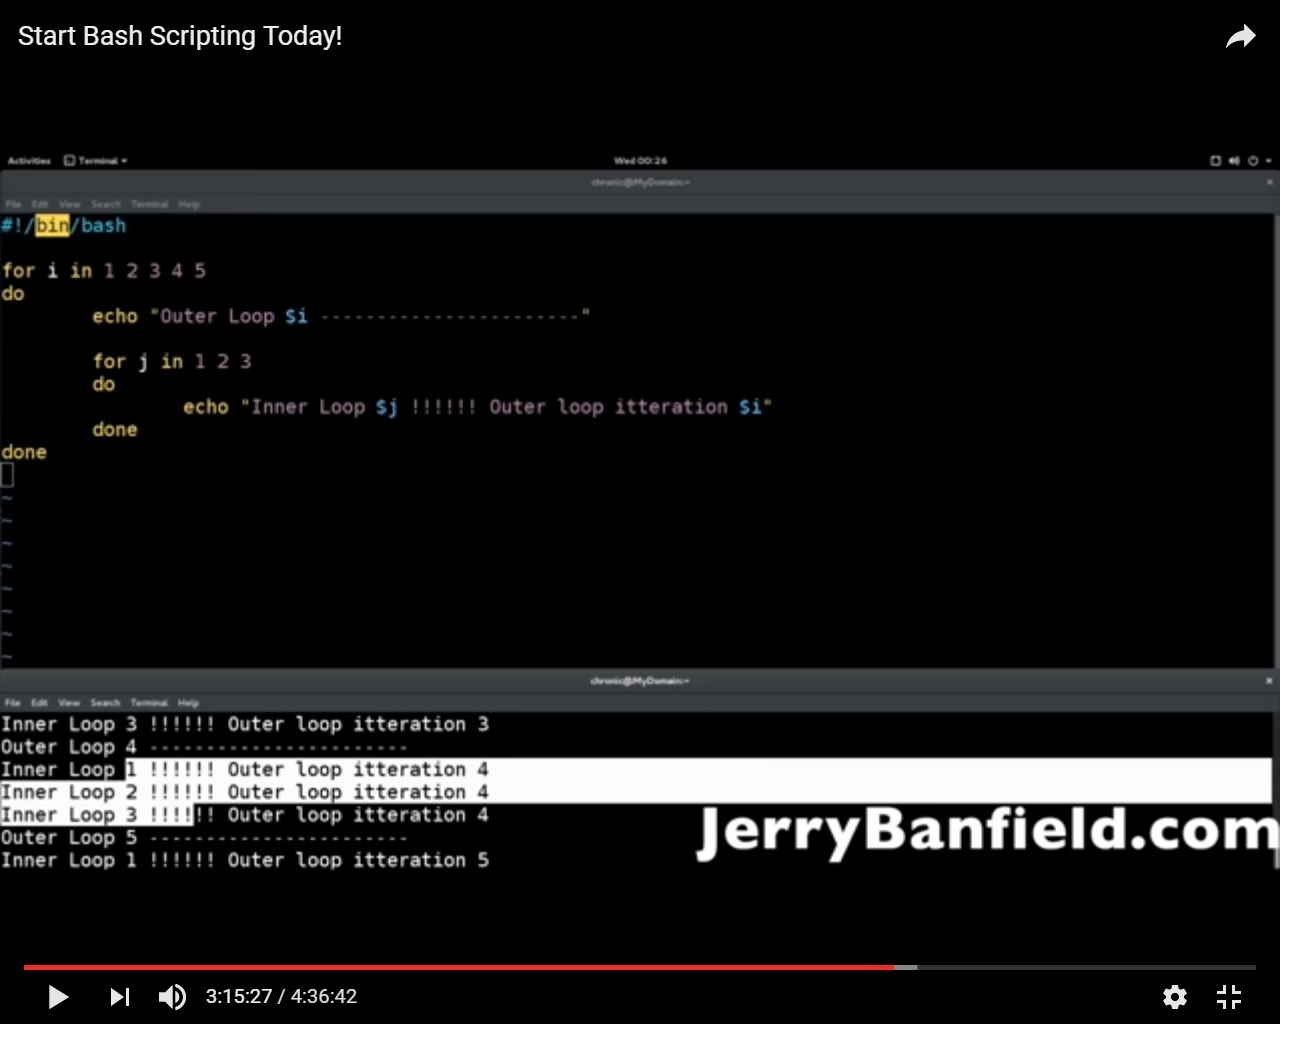 Start Bash Scripting Today!
Activities Terminal Wed 00:26
chronic@MyDomain:~ ×
File Edit View Search Terminal Help
#!/bin/bash
for i in 1 2 3 4 5
do
echo "Outer Loop $i -----------------------"
for j in 1 2 3
do
echo "Inner Loop $j !!!!!! Outer loop itteration $i"
done
done
~
~
~
~
~
~
~
~
chronic@MyDomain:~ ×
File Edit View Search Terminal Help
Inner Loop 3 !!!!!! Outer loop itteration 3
Outer Loop 4 -----------------------
Inner Loop 1 !!!!!! Outer loop itteration 4
Inner Loop 2 !!!!!! Outer loop itteration 4
Inner Loop 3 !!!!!! Outer loop itteration 4
Outer Loop 5 -----------------------
Inner Loop 1 !!!!!! Outer loop itteration 5
JerryBanfield.com
3:15:27 / 4:36:42